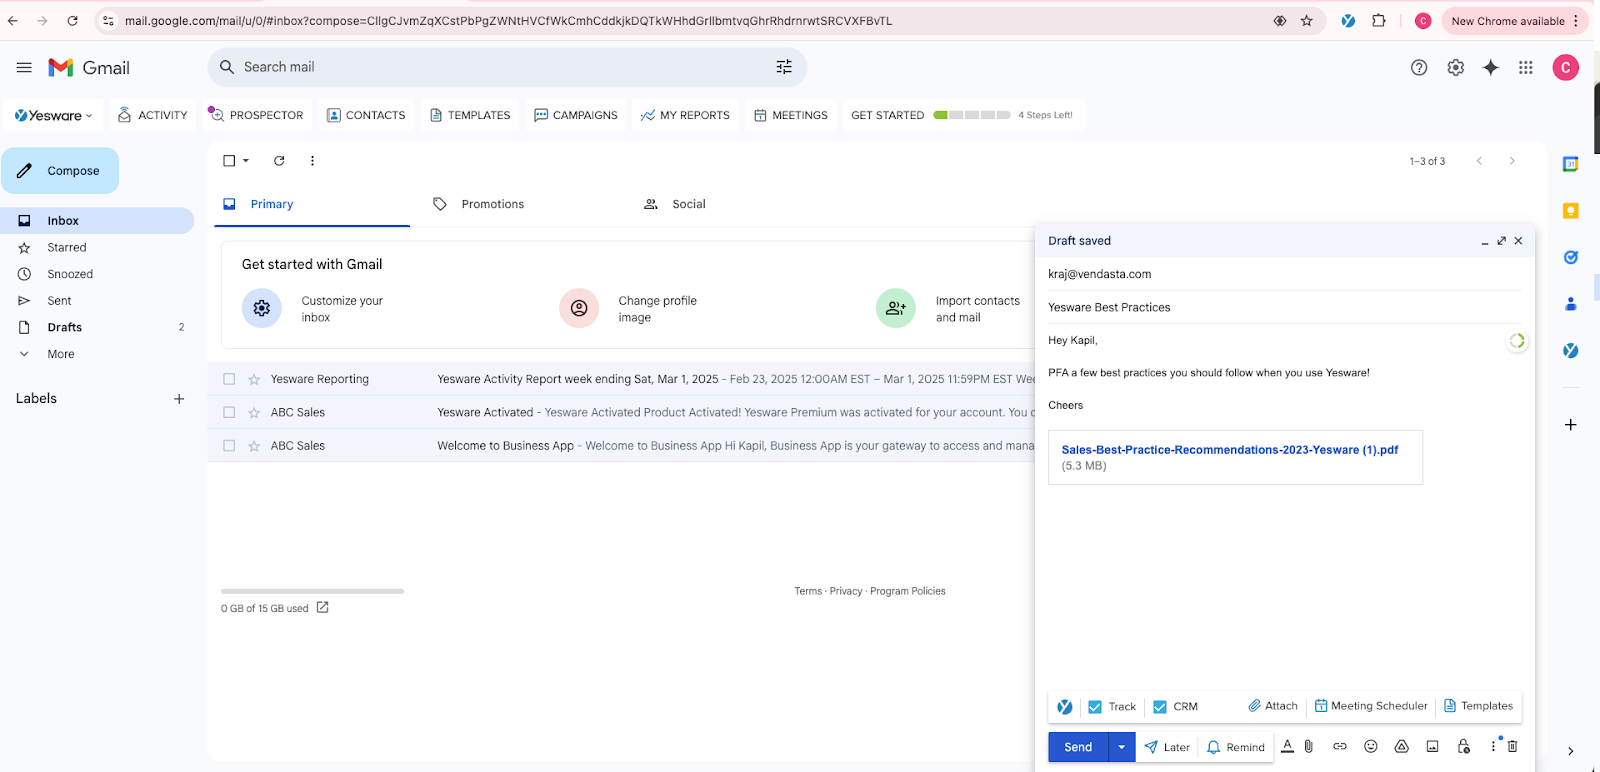 mail.google.com/mail/u/0/#inbox?compose=CllgCJvmZqXCstPbPgZWNtHVCfWkCmhCddkjkDQTkWHhdGrllbmtvqGhrRhdrnrwtSRCVXFBvTL
C
New Chrome available
Gmail
Search mail
C
Yesware
ACTIVITY
PROSPECTOR
CONTACTS
TEMPLATES
CAMPAIGNS
MY REPORTS
MEETINGS
GET STARTED
4 Steps Left!
Compose
1–3 of 3
Inbox
Starred
Snoozed
Sent
Drafts 2
More
Labels
Primary
Promotions
Social
Get started with Gmail
Customize your
inbox
Change profile
image
Import contacts
and mail
Yesware Reporting Yesware Activity Report week ending Sat, Mar 1, 2025 - Feb 23, 2025 12:00AM EST – Mar 1, 2025 11:59PM EST Wee
ABC Sales Yesware Activated - Yesware Activated Product Activated! Yesware Premium was activated for your account. You c
ABC Sales Welcome to Business App - Welcome to Business App Hi Kapil, Business App is your gateway to access and mana
0 GB of 15 GB used
Terms · Privacy · Program Policies
Draft saved
kraj@vendasta.com
Yesware Best Practices
Hey Kapil,
PFA a few best practices you should follow when you use Yesware!
Cheers
Sales-Best-Practice-Recommendations-2023-Yesware (1).pdf
(5.3 MB)
Track
CRM
Attach
Meeting Scheduler
Templates
Send
Later
Remind
31